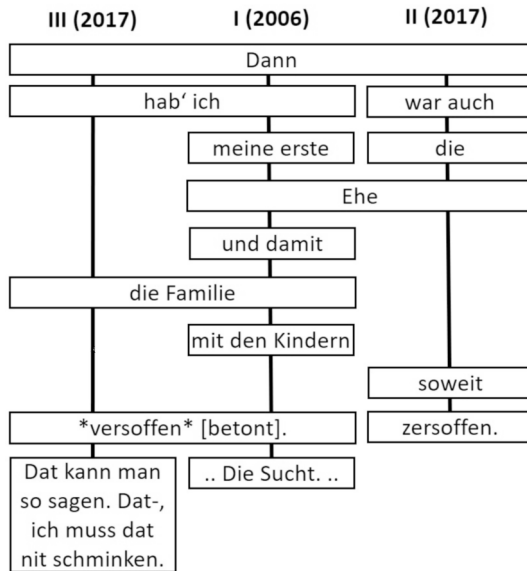 III (2017) I (2006) II (2017)
Dann
hab‘ ich war auch
meine erste die
Ehe
und damit
die Familie
mit den Kindern
soweit
*versoffen* [betont]. zersoffen.
Dat kann man
so sagen. Dat-,
ich muss dat
nit schminken.
.. Die Sucht. ..